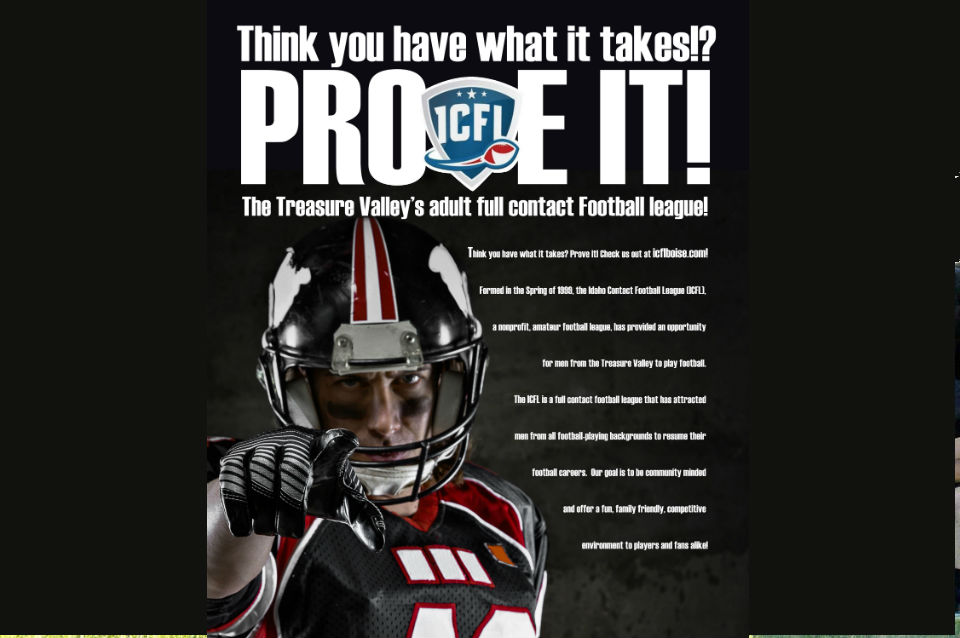 Think you have what it takes!?
PROVE IT!
ICFL
The Treasure Valley's adult full contact Football league!
Think you have what it takes? Prove it! Check us out at icflboise.com!
Formed in the Spring of 1999, the Idaho Contact Football League (ICFL),
a nonprofit, amateur football league, has provided an opportunity
for men from the Treasure Valley to play football.
The ICFL is a full contact football league that has attracted
men from all football-playing backgrounds to resume their
football careers. Our goal is to be community minded
and offer a fun, family friendly, competitive
environment to players and fans alike!